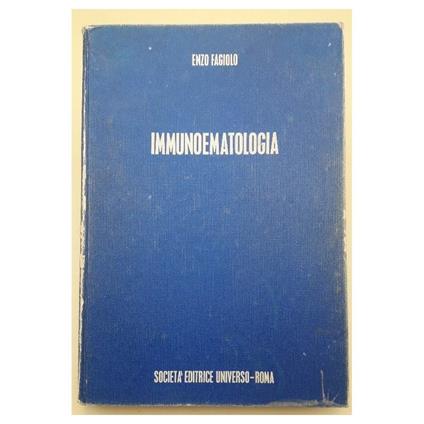 ENZO FAGIOLO
IMMUNOEMATOLOGIA
SOCIETA' EDITRICE UNIVERSO-ROMA